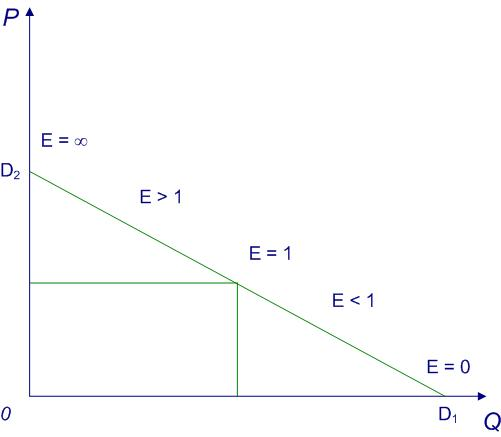 P
E = ∞
D₂
E > 1
E = 1
E < 1
E = 0
0
D₁
Q